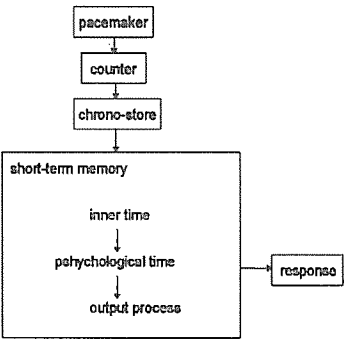 pacemaker
counter
chrono-store
short-term memory
inner time
pshychological time
output process
response